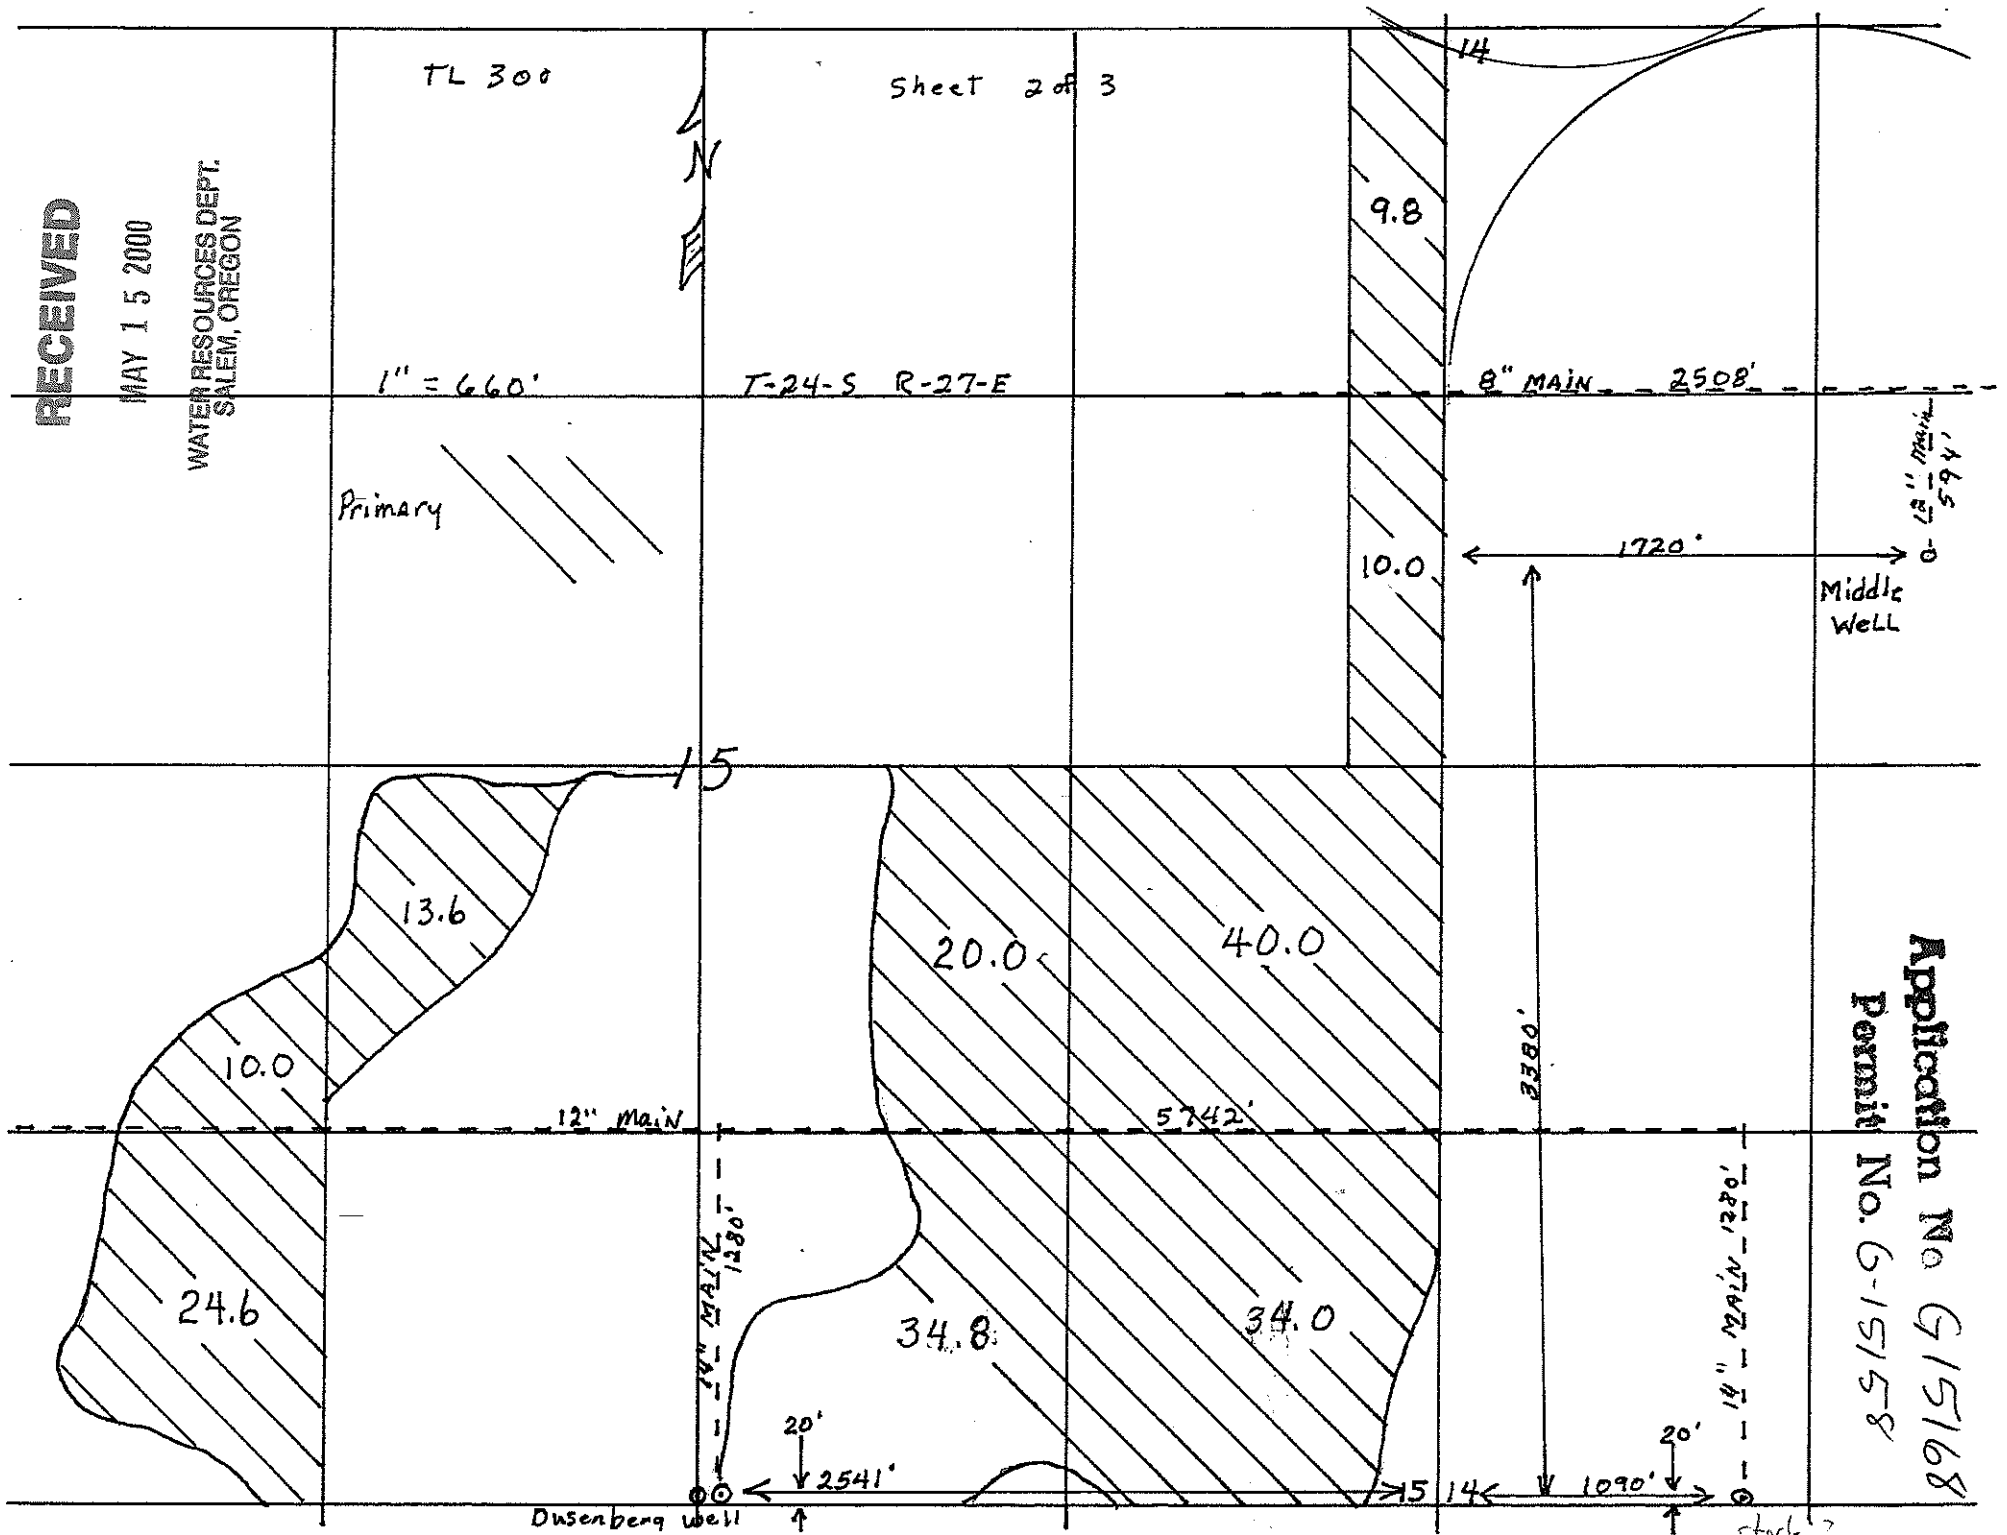 TL 300
Sheet 2 of 3
14
N
RECEIVED
MAY 15 2000
WATER RESOURCES DEPT.
SALEM, OREGON
9.8
1" = 660'
T-24-S R-27-E
8" MAIN 2508'
Main
594'
Primary
10.0
1720'
Middle
Well
15
13.6
20.0
40.0
10.0
3380'
12" Main
5742'
14" MAIN
1280'
14" MAIN 1280'
24.6
34.8
34.0
20'
20'
2541'
15 14
1090'
Dusenberg Well
Application No G15168
Permit No. G-15158